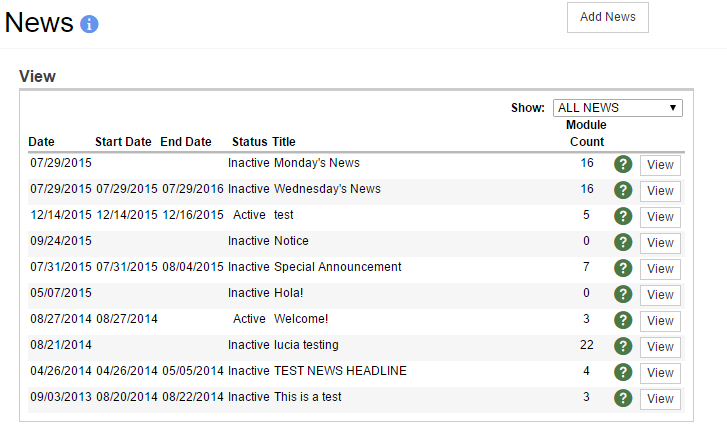 News i
Add News
View
Show: ALL NEWS
Module
Date Start Date End Date Status Title Count
07/29/2015 Inactive Monday's News 16 ? View
07/29/2015 07/29/2015 07/29/2016 Inactive Wednesday's News 16 ? View
12/14/2015 12/14/2015 12/16/2015 Active test 5 ? View
09/24/2015 Inactive Notice 0 ? View
07/31/2015 07/31/2015 08/04/2015 Inactive Special Announcement 7 ? View
05/07/2015 Inactive Hola! 0 ? View
08/27/2014 08/27/2014 Active Welcome! 3 ? View
08/21/2014 Inactive lucia testing 22 ? View
04/26/2014 04/26/2014 05/05/2014 Inactive TEST NEWS HEADLINE 4 ? View
09/03/2013 08/20/2014 08/22/2014 Inactive This is a test 3 ? View